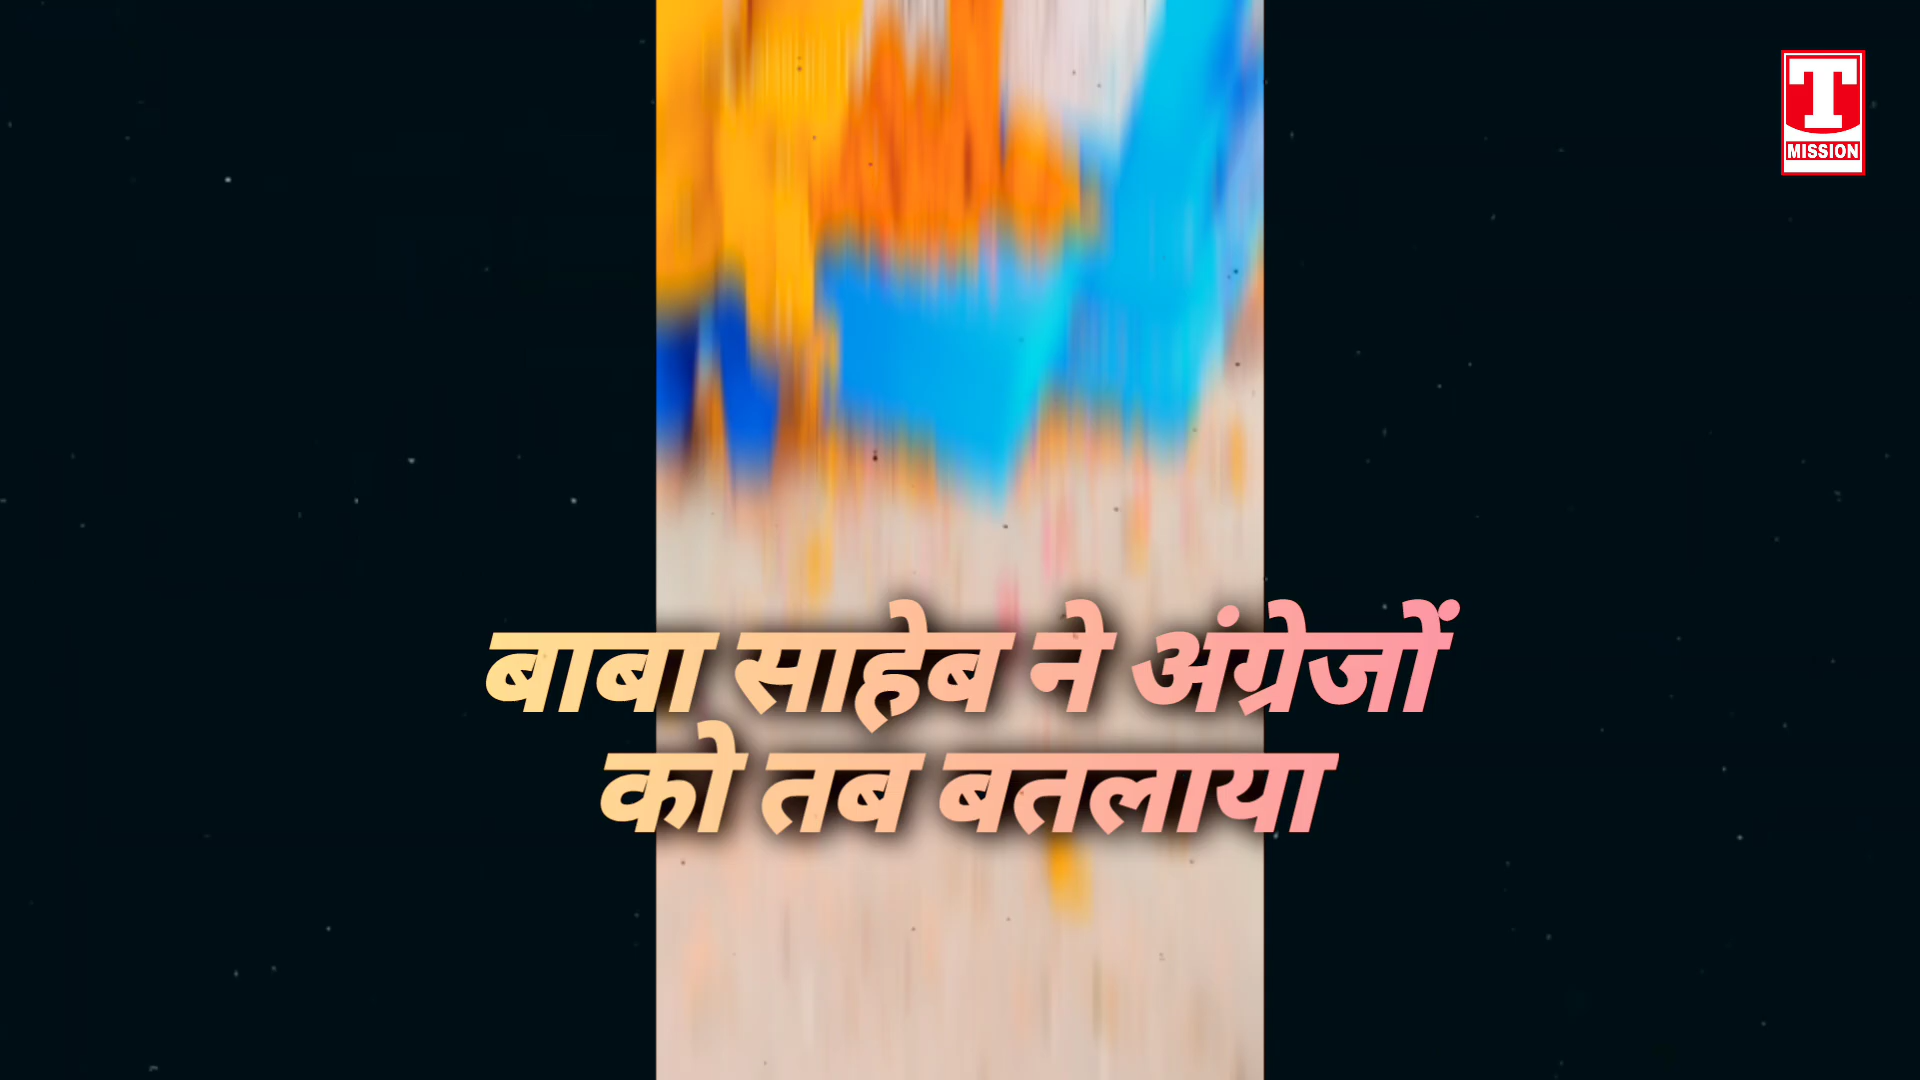 T
MISSION
बाबा साहेब ने अंग्रेजों
को तब बतलाया